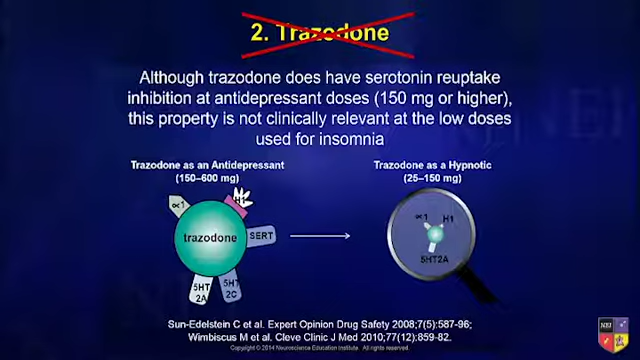 2. Trazodone
Although trazodone does have serotonin reuptake
inhibition at antidepressant doses (150 mg or higher),
this property is not clinically relevant at the low doses
used for insomnia
Trazodone as an Antidepressant
(150–600 mg)
Trazodone as a Hypnotic
(25–150 mg)
α1
trazodone
SERT
5HT
2A
5HT
2C
α1
H1
5HT2A
Sun-Edelstein C et al. Expert Opinion Drug Safety 2008;7(5):587-96;
Wimbiscus M et al. Cleve Clinic J Med 2010;77(12):859-82.
Copyright © 2014 Neuroscience Education Institute. All rights reserved.
NEI